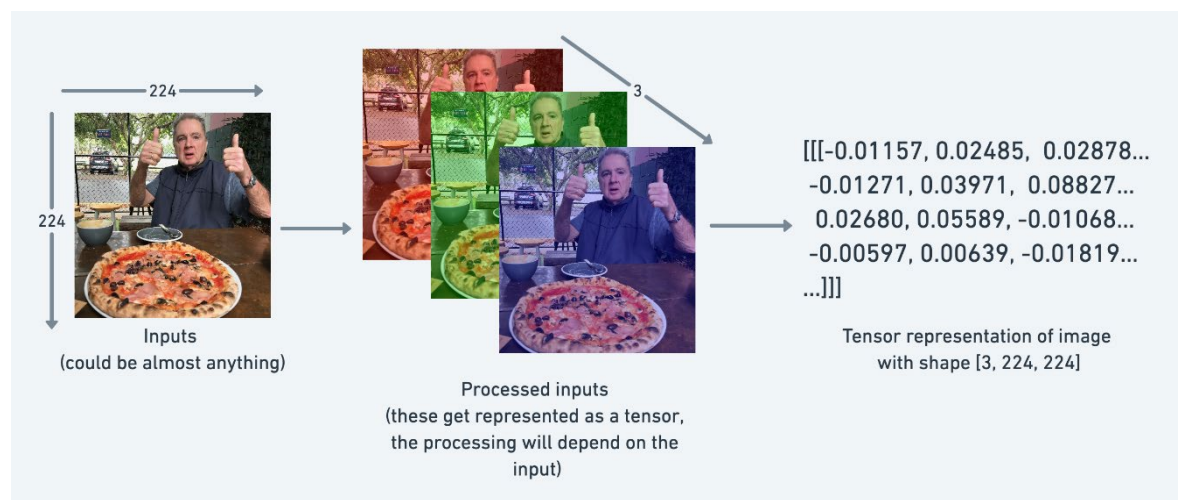 224
224
Inputs
(could be almost anything)
3
Processed inputs
(these get represented as a tensor,
the processing will depend on the
input)
[[[-0.01157, 0.02485, 0.02878...
-0.01271, 0.03971, 0.08827...
0.02680, 0.05589, -0.01068...
-0.00597, 0.00639, -0.01819...
...]]]
Tensor representation of image
with shape [3, 224, 224]